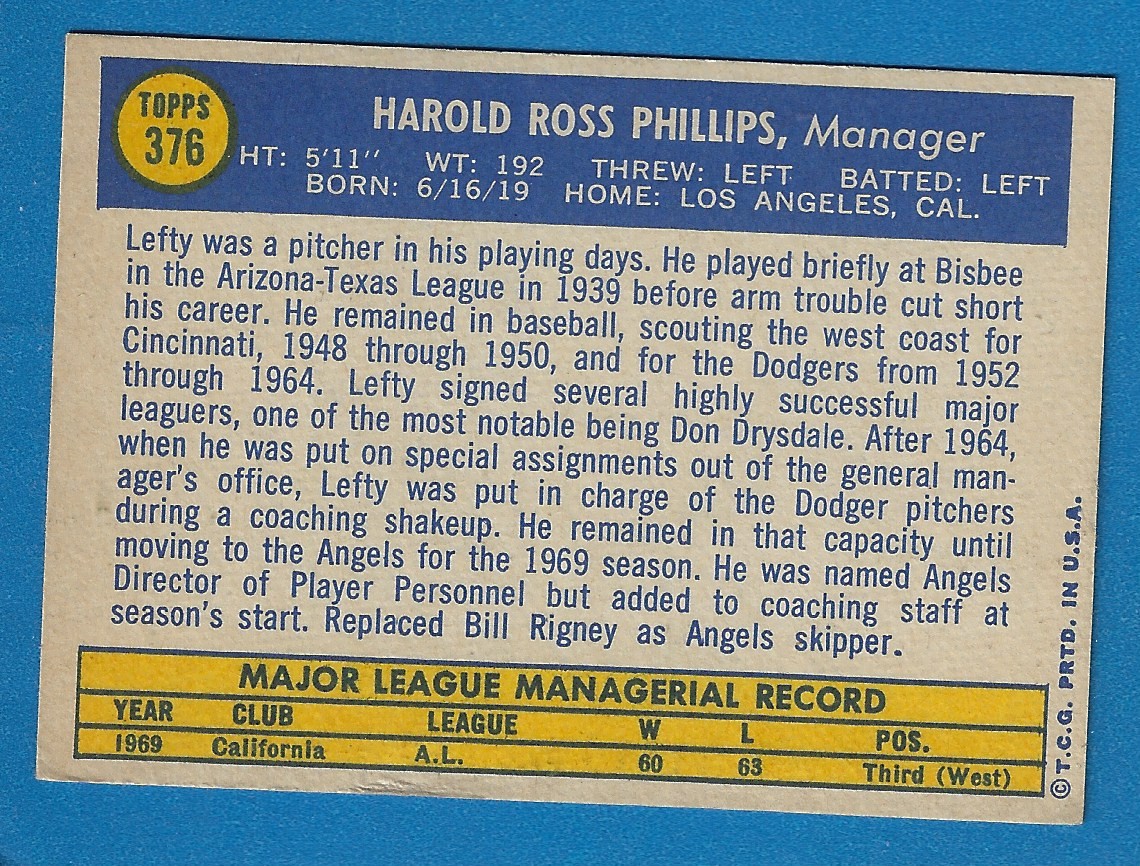 TOPPS
376
HAROLD ROSS PHILLIPS, Manager
HT: 5'11" WT: 192 THREW: LEFT BATTED: LEFT
BORN: 6/16/19 HOME: LOS ANGELES, CAL.
Lefty was a pitcher in his playing days. He played briefly at Bisbee
in the Arizona-Texas League in 1939 before arm trouble cut short
his career. He remained in baseball, scouting the west coast for
Cincinnati, 1948 through 1950, and for the Dodgers from 1952
through 1964. Lefty signed several highly successful major
leaguers, one of the most notable being Don Drysdale. After 1964,
when he was put on special assignments out of the general man-
ager's office, Lefty was put in charge of the Dodger pitchers
during a coaching shakeup. He remained in that capacity until
moving to the Angels for the 1969 season. He was named Angels
Director of Player Personnel but added to coaching staff at
season's start. Replaced Bill Rigney as Angels skipper.
MAJOR LEAGUE MANAGERIAL RECORD
YEAR CLUB LEAGUE W L POS.
1969 California A.L. 60 63 Third (West)
© T.C.G. PRTD. IN U.S.A.